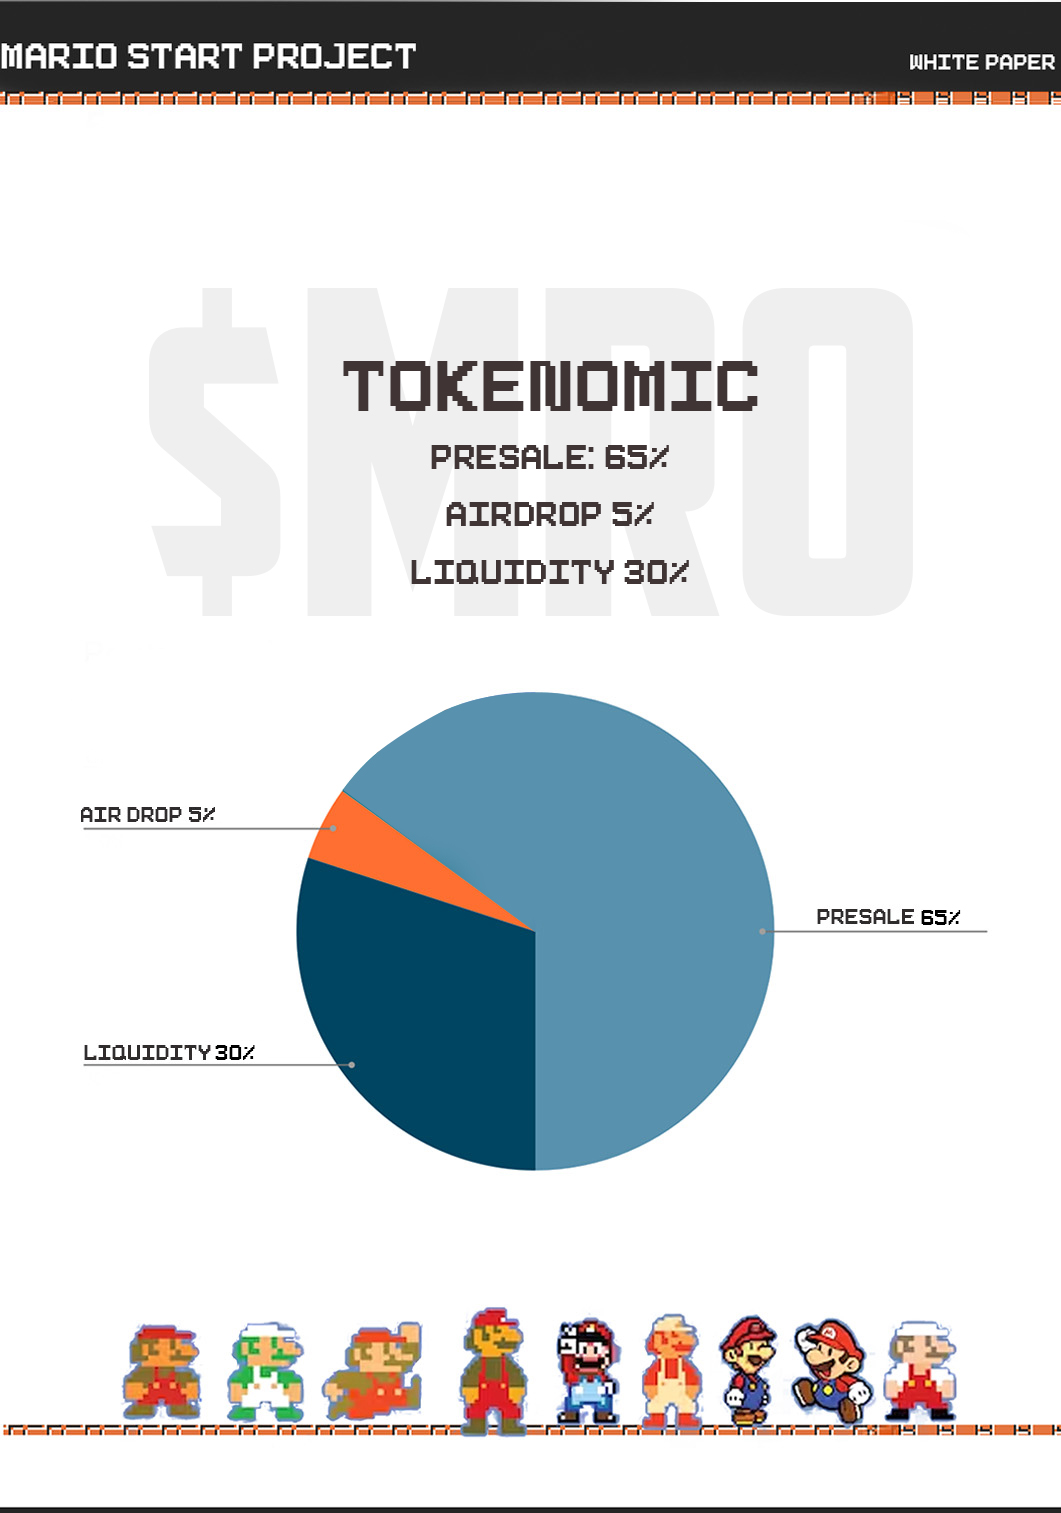 MARIO START PROJECT
WHITE PAPER
$MRO
TOKENOMIC
PRESALE: 65%
AIRDROP 5%
LIQUIDITY 30%
AIR DROP 5%
PRESALE 65%
LIQUIDITY 30%